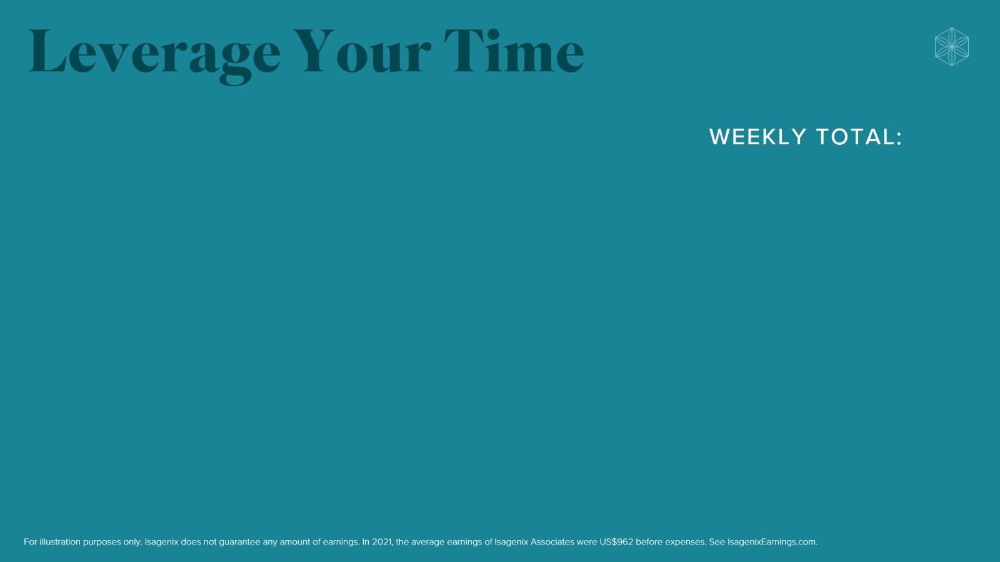 Leverage Your Time
WEEKLY TOTAL:
For illustration purposes only. Isagenix does not guarantee any amount of earnings. In 2021, the average earnings of Isagenix Associates were US$962 before expenses. See IsagenixEarnings.com.